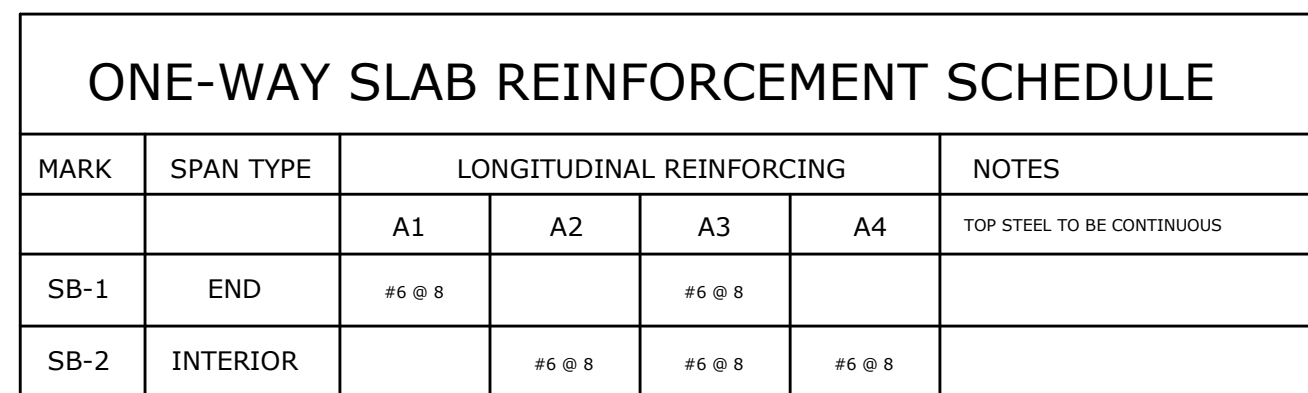 ONE-WAY SLAB REINFORCEMENT SCHEDULE
MARK SPAN TYPE LONGITUDINAL REINFORCING NOTES
A1 A2 A3 A4 TOP STEEL TO BE CONTINUOUS
SB-1 END #6 @ 8 #6 @ 8
SB-2 INTERIOR #6 @ 8 #6 @ 8 #6 @ 8